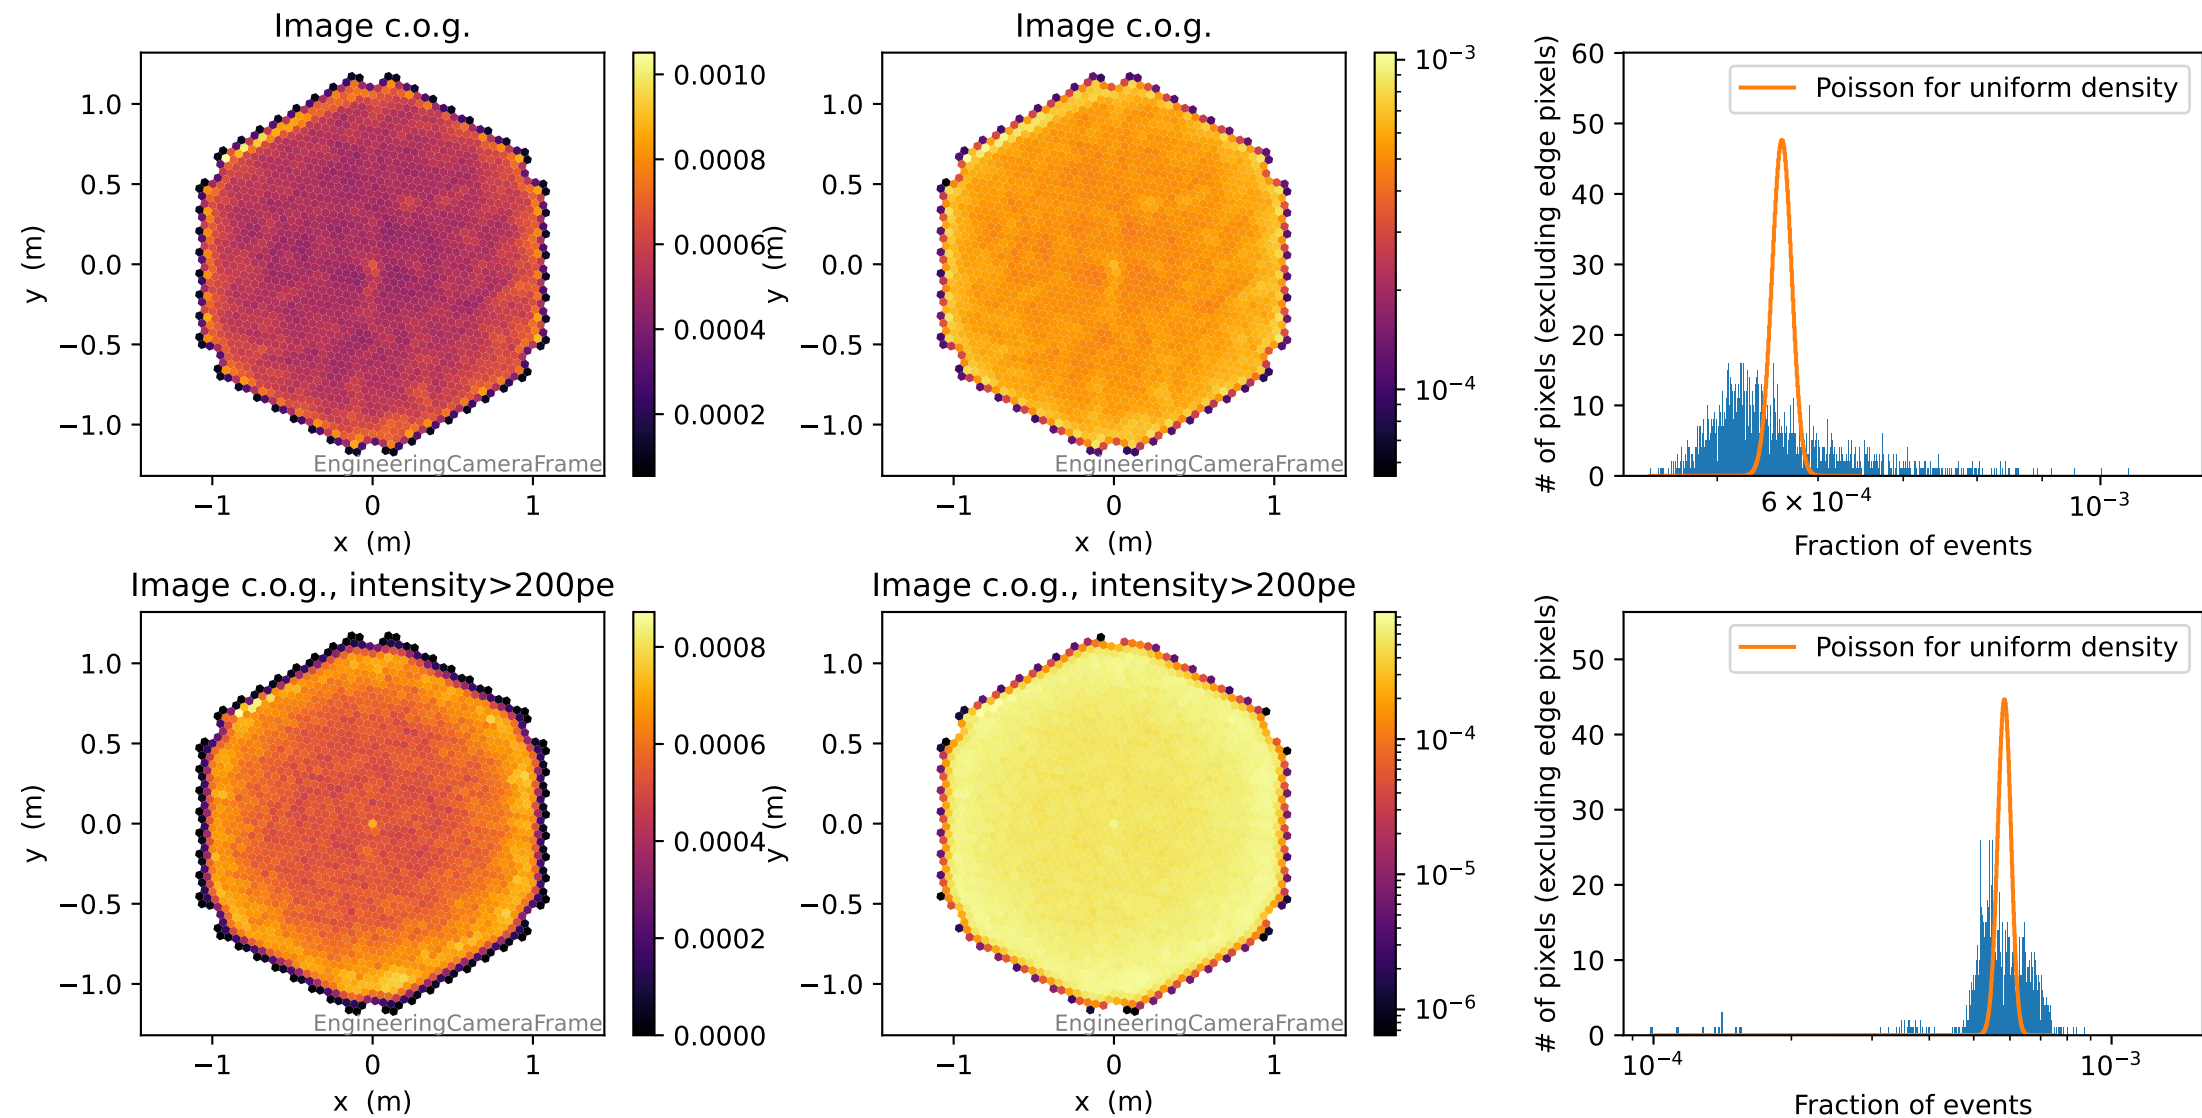 Image c.o.g.
1.0
0.5
0.0
−0.5
−1.0
y (m)
−1
0
1
x (m)
EngineeringCameraFrame
0.0010
0.0008
0.0006
0.0004
0.0002
Image c.o.g.
1.0
0.5
0.0
−0.5
−1.0
y (m)
−1
0
1
x (m)
EngineeringCameraFrame
10⁻³
10⁻⁴
60
50
40
30
20
10
0
# of pixels (excluding edge pixels)
Poisson for uniform density
6 × 10⁻⁴
10⁻³
Fraction of events
Image c.o.g., intensity>200pe
1.0
0.5
0.0
−0.5
−1.0
y (m)
−1
0
1
x (m)
EngineeringCameraFrame
0.0008
0.0006
0.0004
0.0002
0.0000
Image c.o.g., intensity>200pe
1.0
0.5
0.0
−0.5
−1.0
y (m)
−1
0
1
x (m)
EngineeringCameraFrame
10⁻⁴
10⁻⁵
10⁻⁶
50
40
30
20
10
0
# of pixels (excluding edge pixels)
Poisson for uniform density
10⁻⁴
10⁻³
Fraction of events